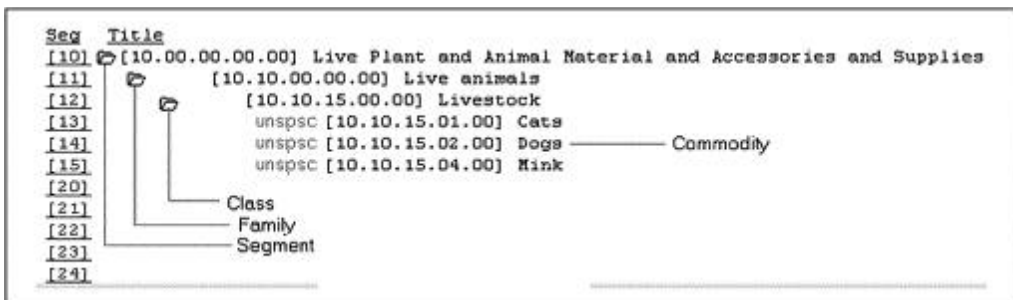 Seg Title
[10] [10.00.00.00.00] Live Plant and Animal Material and Accessories and Supplies
[11] [10.10.00.00.00] Live animals
[12] [10.10.15.00.00] Livestock
[13] unspsc [10.10.15.01.00] Cats
[14] unspsc [10.10.15.02.00] Dogs Commodity
[15] unspsc [10.10.15.04.00] Mink
[20]
[21] Class
[22] Family
[23] Segment
[24]